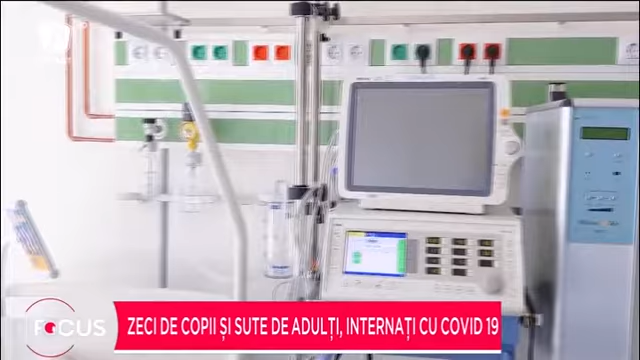 FOCUS
ZECI DE COPII ȘI SUTE DE ADULȚI, INTERNAȚI CU COVID 19